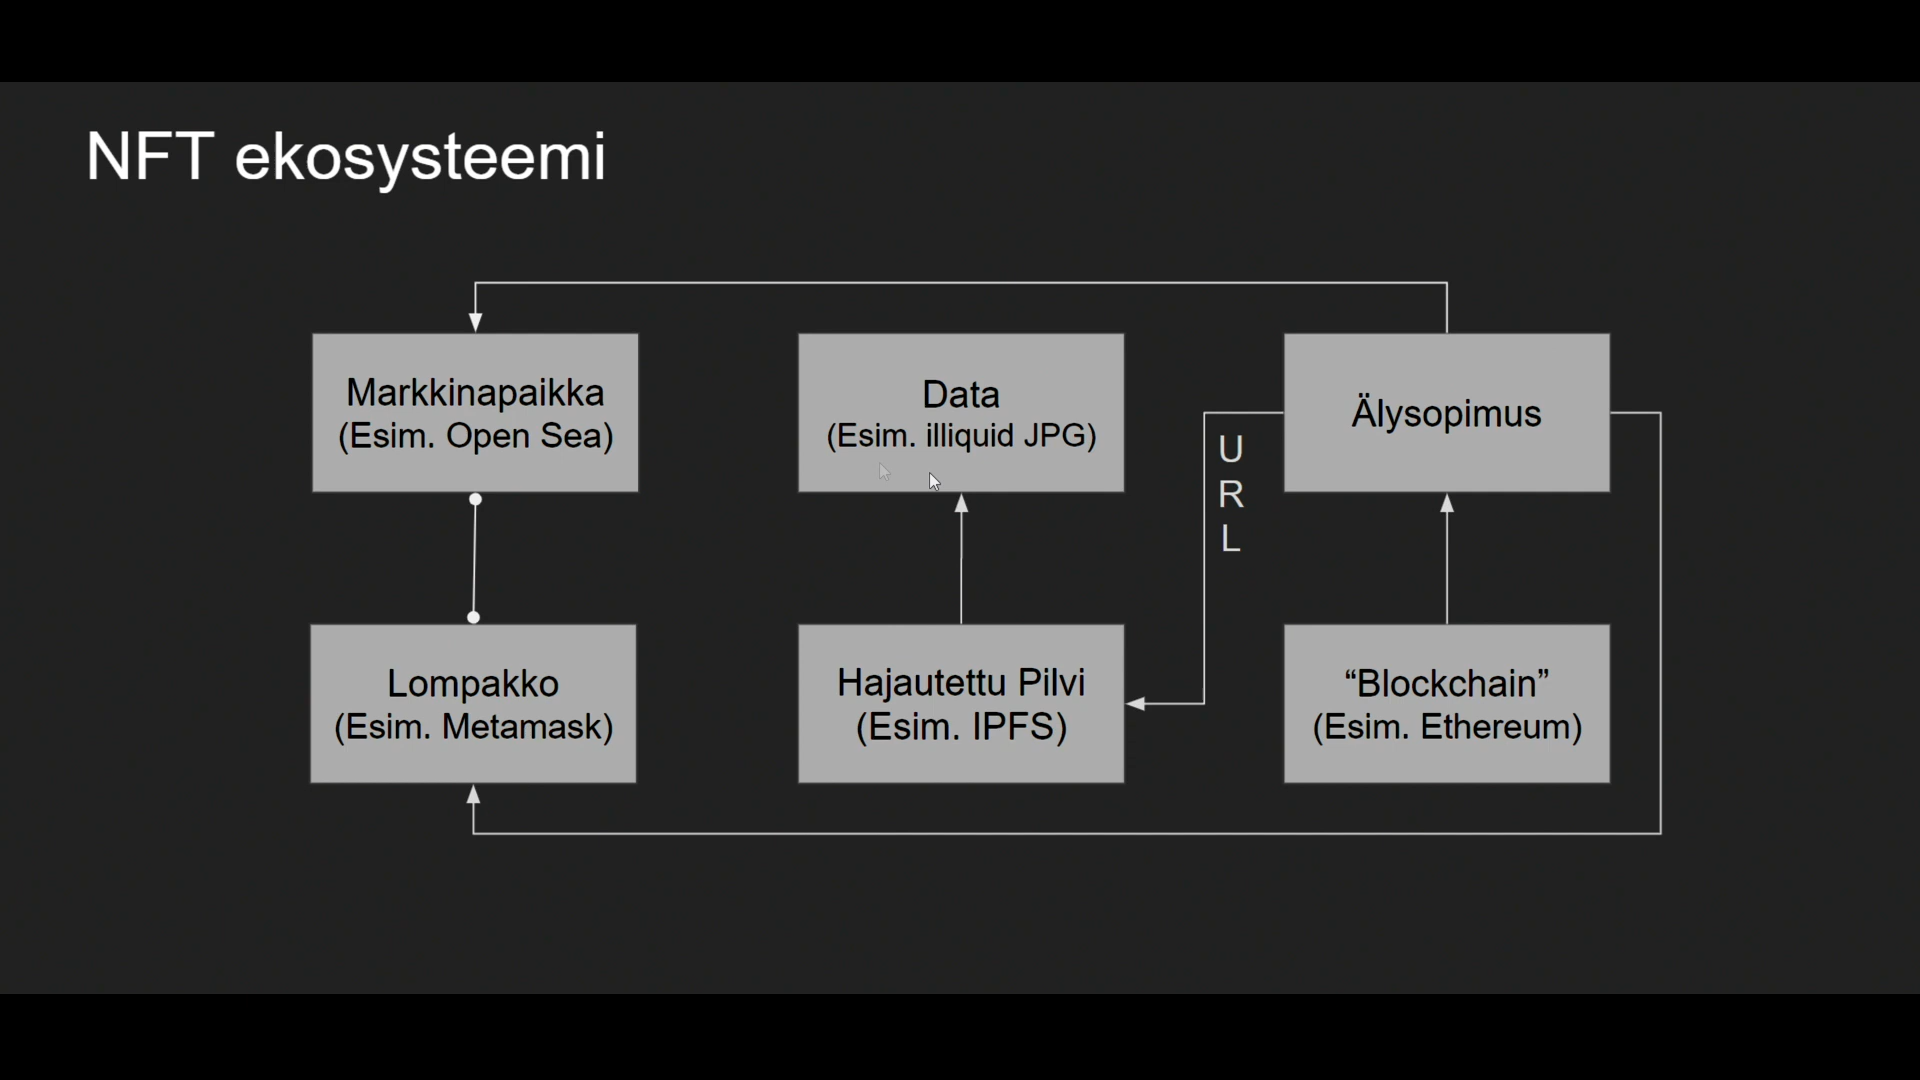 NFT ekosysteemi
Markkinapaikka
(Esim. Open Sea)
Data
(Esim. illiquid JPG)
Älysopimus
U
R
L
Lompakko
(Esim. Metamask)
Hajautettu Pilvi
(Esim. IPFS)
“Blockchain”
(Esim. Ethereum)